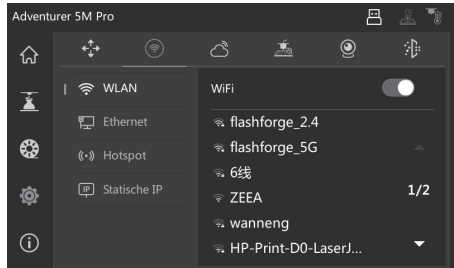 Adventurer 5M Pro
WLAN
Ethernet
Hotspot
IP Statische IP
WiFi
flashforge_2.4
flashforge_5G
6线
ZEEA
wanneng
HP-Print-D0-LaserJ...
1/2